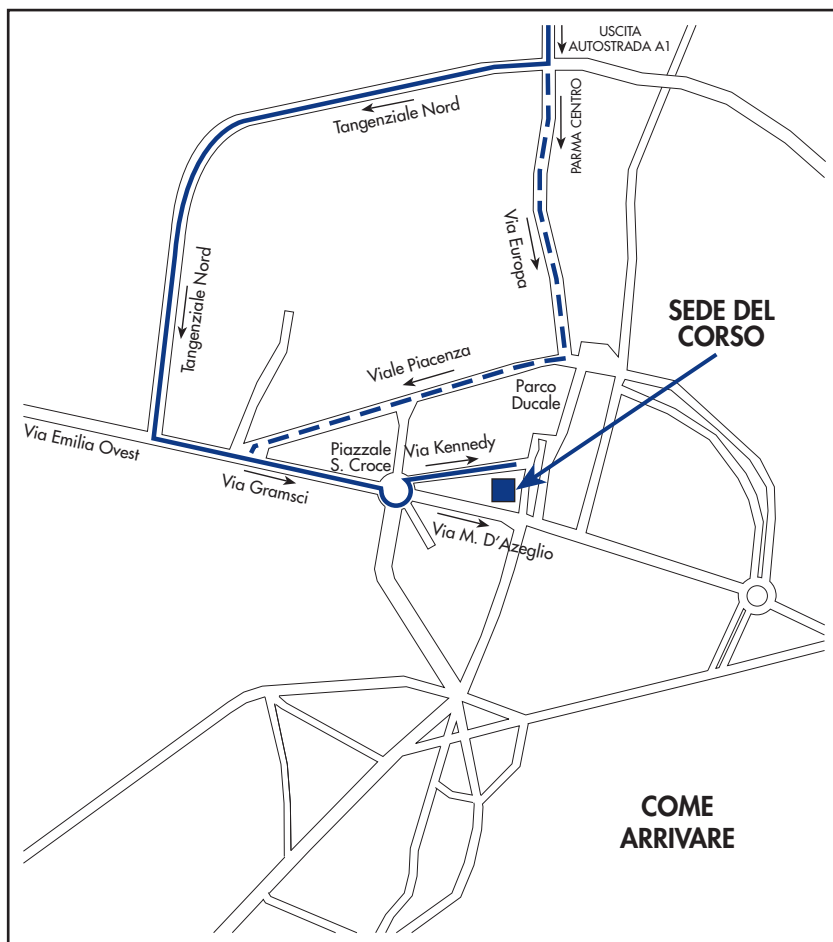 USCITA
AUTOSTRADA A1
Tangenziale Nord
PARMA CENTRO
Via Europa
Tangenziale Nord
SEDE DEL
CORSO
Viale Piacenza
Parco
Ducale
Via Emilia Ovest
Piazzale
S. Croce
Via Kennedy
Via Gramsci
Via M. D'Azeglio
COME
ARRIVARE